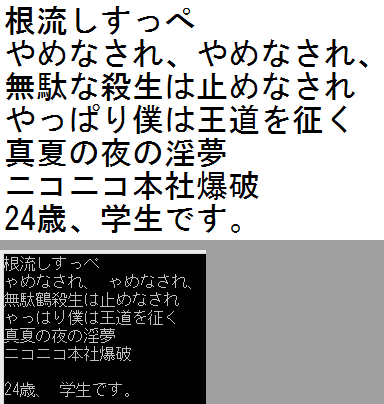 根流しすっぺ
やめなされ、やめなされ、
無駄な殺生は止めなされ
やっぱり僕は王道を征く
真夏の夜の淫夢
ニコニコ本社爆破
24歳、学生です。
根流しすっぺ
ゃめなされ、 ゃめなされ、
無駄鶴殺生は止めなされ
ゃっぱり僕は王道を征く
真夏の夜の淫夢
ニコニコ本社爆破
24歳、 学生です。